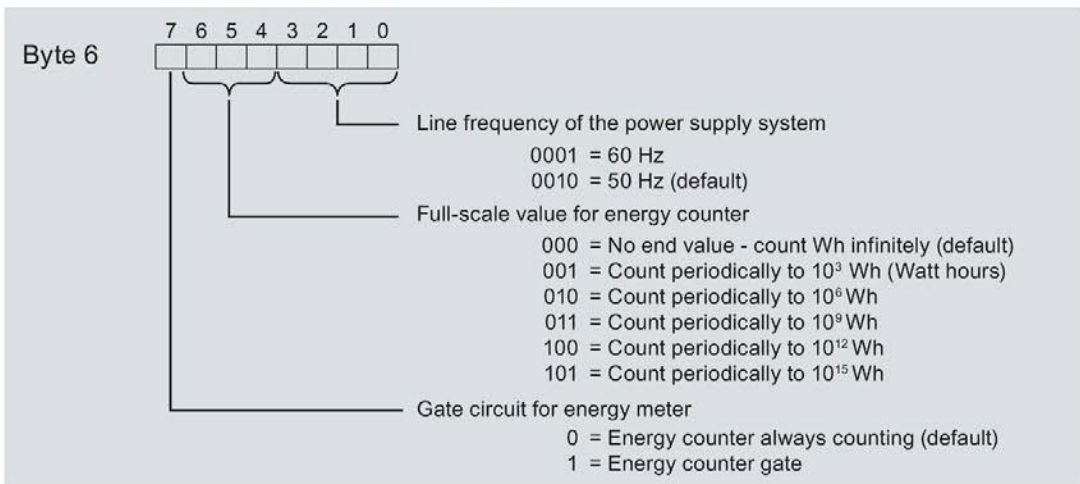 7 6 5 4 3 2 1 0
Byte 6
Line frequency of the power supply system
0001 = 60 Hz
0010 = 50 Hz (default)
Full-scale value for energy counter
000 = No end value - count Wh infinitely (default)
001 = Count periodically to 10³ Wh (Watt hours)
010 = Count periodically to 10⁶ Wh
011 = Count periodically to 10⁹ Wh
100 = Count periodically to 10¹² Wh
101 = Count periodically to 10¹⁵ Wh
Gate circuit for energy meter
0 = Energy counter always counting (default)
1 = Energy counter gate